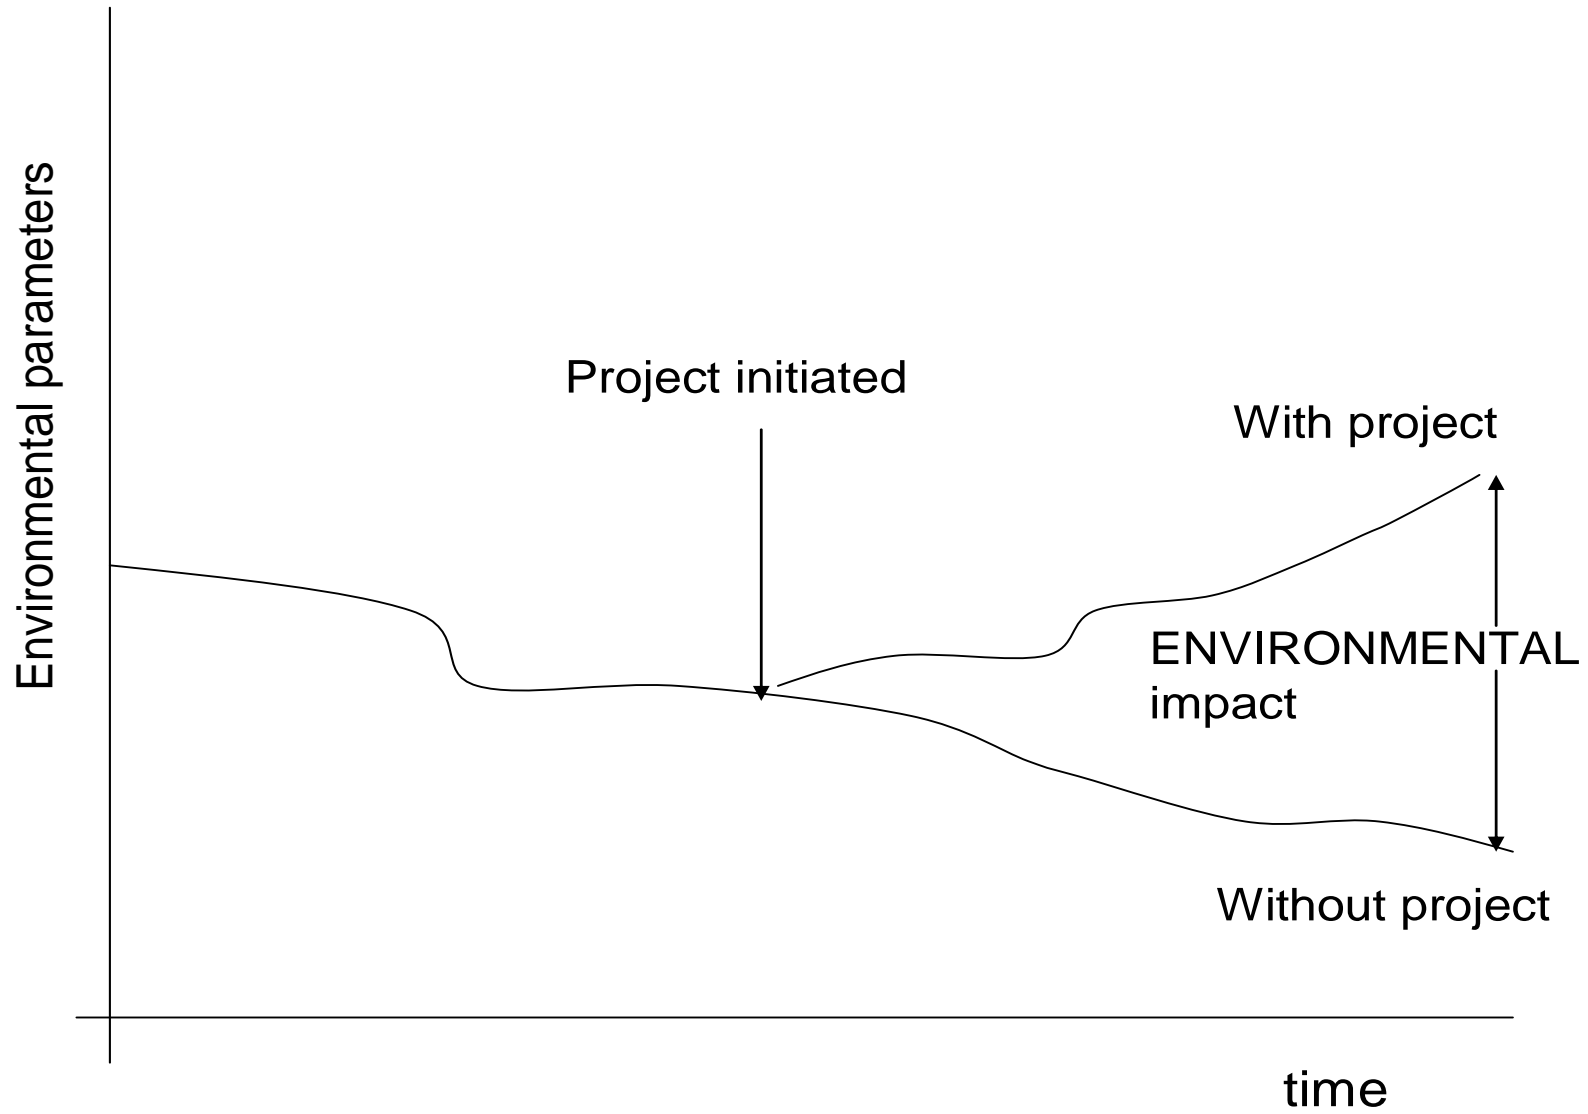 Environmental parameters
Project initiated
With project
ENVIRONMENTAL
impact
Without project
time